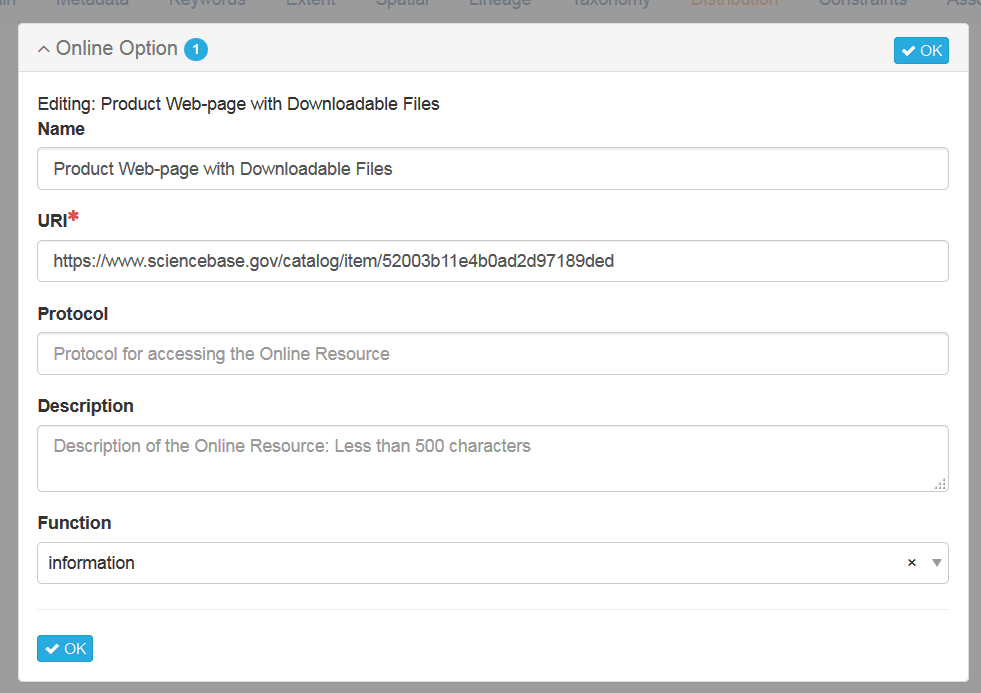 Metadata Keywords Extent Spatial Lineage Taxonomy Distribution Constraints
Online Option 1
OK
Editing: Product Web-page with Downloadable Files
Name
Product Web-page with Downloadable Files
URI*
https://www.sciencebase.gov/catalog/item/52003b11e4b0ad2d97189ded
Protocol
Protocol for accessing the Online Resource
Description
Description of the Online Resource: Less than 500 characters
Function
information ×
OK